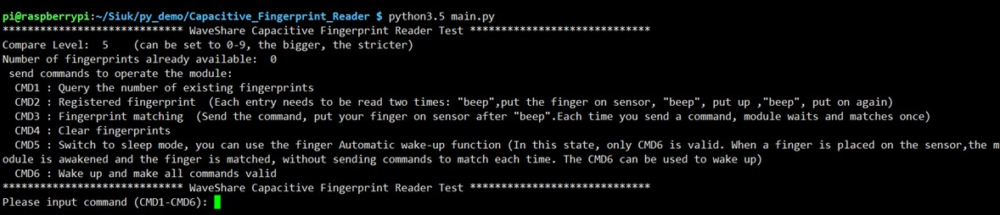 pi@raspberrypi:~/Siuk/py_demo/Capacitive_Fingerprint_Reader $ python3.5 main.py
***************************** WaveShare Capacitive Fingerprint Reader Test *****************************
Compare Level:  5    (can be set to 0-9, the bigger, the stricter)
Number of fingerprints already available:  0
 send commands to operate the module:
  CMD1 : Query the number of existing fingerprints
  CMD2 : Registered fingerprint  (Each entry needs to be read two times: "beep",put the finger on sensor, "beep", put up ,"beep", put on again)
  CMD3 : Fingerprint matching  (Send the command, put your finger on sensor after "beep".Each time you send a command, module waits and matches once)
  CMD4 : Clear fingerprints
  CMD5 : Switch to sleep mode, you can use the finger Automatic wake-up function (In this state, only CMD6 is valid. When a finger is placed on the sensor,the m
odule is awakened and the finger is matched, without sending commands to match each time. The CMD6 can be used to wake up)
  CMD6 : Wake up and make all commands valid
***************************** WaveShare Capacitive Fingerprint Reader Test *****************************
Please input command (CMD1-CMD6):